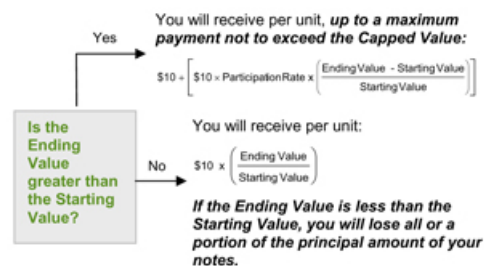 Yes
You will receive per unit, up to a maximum
payment not to exceed the Capped Value:
$10 + [ $10 × Participation Rate x ( Ending Value - Starting Value / Starting Value ) ]
Is the
Ending
Value
greater than
the Starting
Value?
No
You will receive per unit:
$10 x ( Ending Value / Starting Value )
If the Ending Value is less than the
Starting Value, you will lose all or a
portion of the principal amount of your
notes.